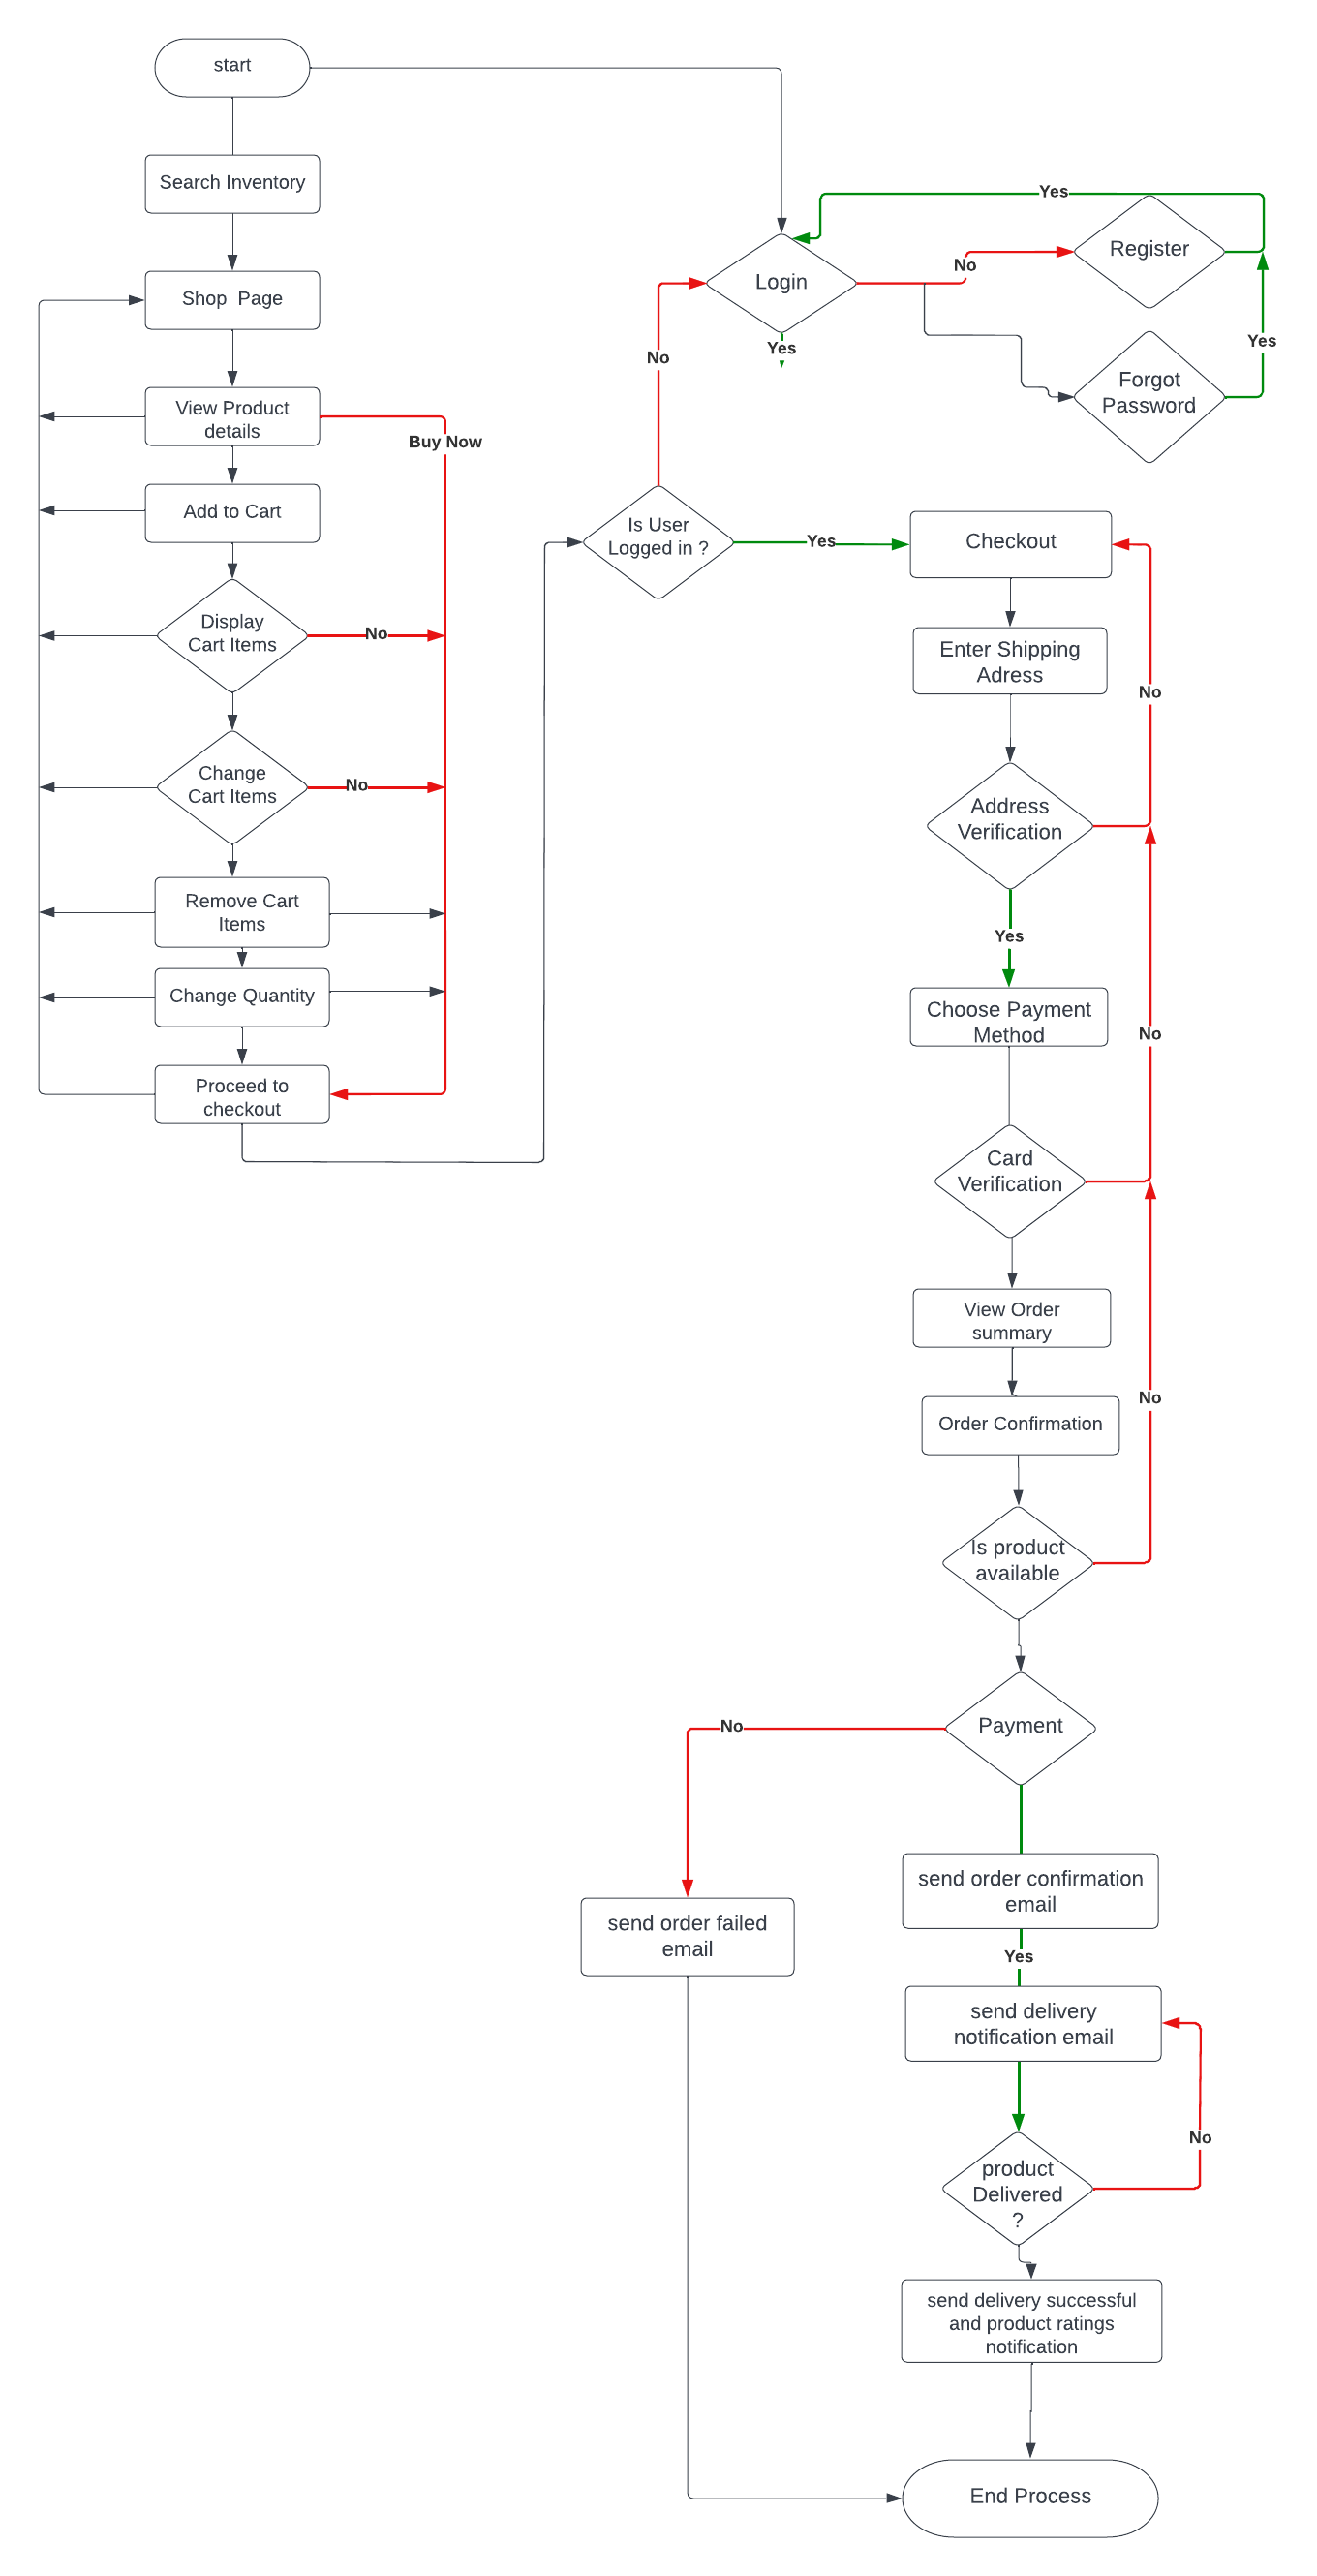 start
Search Inventory
Shop  Page
View Product
details
Buy Now
Add to Cart
Display
Cart Items
No
Change
Cart Items
No
Remove Cart
Items
Change Quantity
Proceed to
checkout
Yes
Register
No
Login
Yes
Yes
Forgot
Password
No
Is User
Logged in ?
Yes
Checkout
Enter Shipping
Adress
No
Address
Verification
Yes
Choose Payment
Method
No
Card
Verification
View Order
summary
No
Order Confirmation
Is product
available
Payment
No
send order confirmation
email
send order failed
email
Yes
send delivery
notification email
No
product
Delivered
?
send delivery successful
and product ratings
notification
End Process